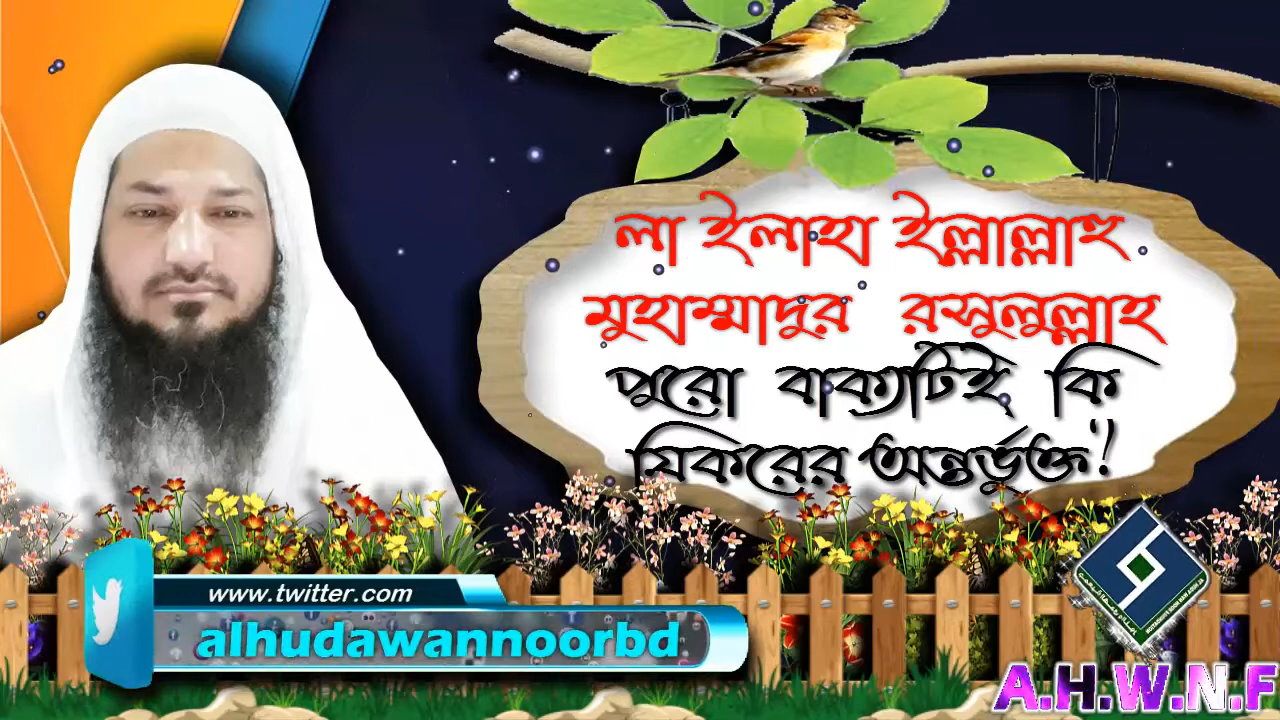 লা ইলাহা ইল্লাল্লাহু
মুহাম্মাদুর রসুলুল্লাহ
পুরো বাক্যটিই কি
যিকরের অন্তর্ভুক্ত!
www.twitter.com
alhudawannoorbd
A.H.W.N.F